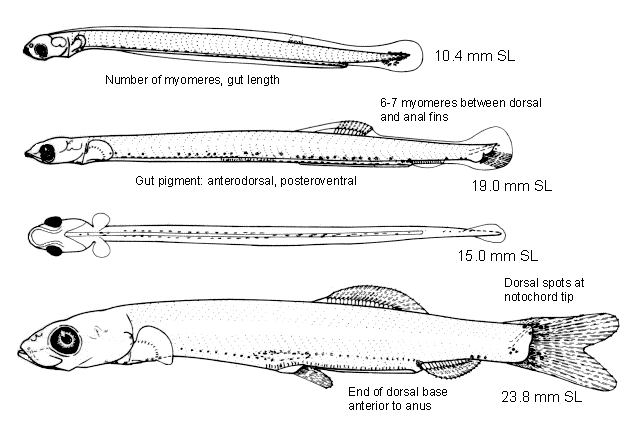 10.4 mm SL
Number of myomeres, gut length
6-7 myomeres between dorsal
and anal fins
Gut pigment: anterodorsal, posteroventral
19.0 mm SL
15.0 mm SL
Dorsal spots at
notochord tip
End of dorsal base
anterior to anus
23.8 mm SL